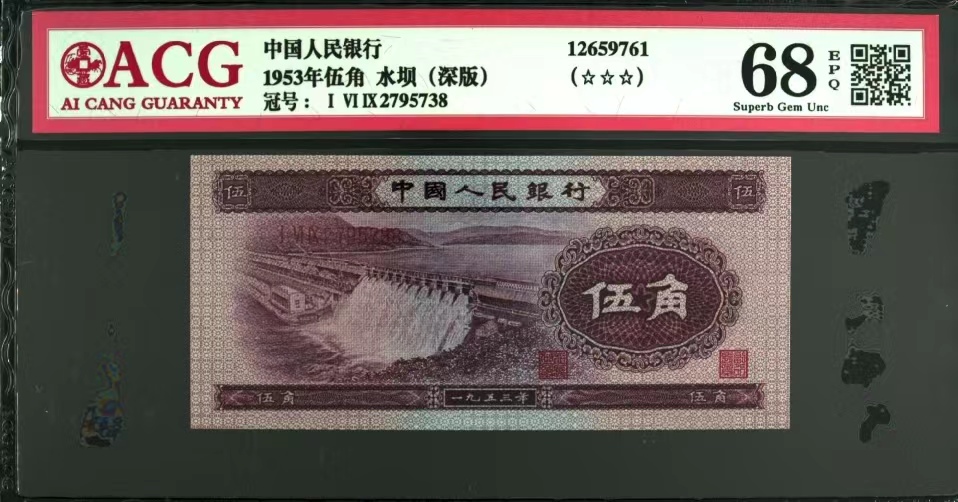 ACG
AI CANG GUARANTY
中国人民银行
1953年伍角 水坝（深版）
冠号： I VI IX 2795738
12659761
（☆☆☆）
68
EPQ
Superb Gem Unc
伍 中國人民銀行 伍
伍角
伍角 一九五三年 伍角